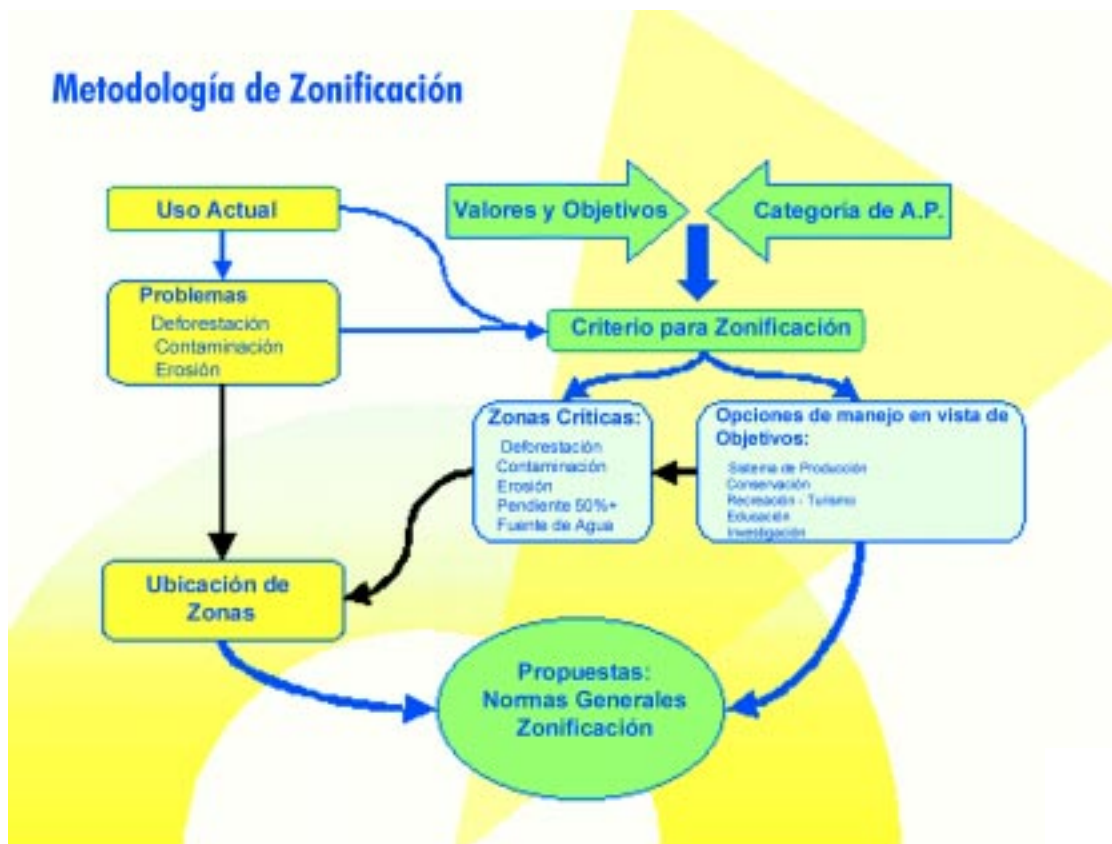 Metodología de Zonificación
Uso Actual
Valores y Objetivos
Categoría de A.P.
Problemas
Deforestación
Contaminación
Erosión
Criterio para Zonificación
Zonas Críticas:
Deforestación
Contaminación
Erosión
Pendiente 50%+
Fuente de Agua
Opciones de manejo en vista de
Objetivos:
Sistema de Producción
Conservación
Recreación - Turismo
Educación
Investigación
Ubicación de
Zonas
Propuestas:
Normas Generales
Zonificación